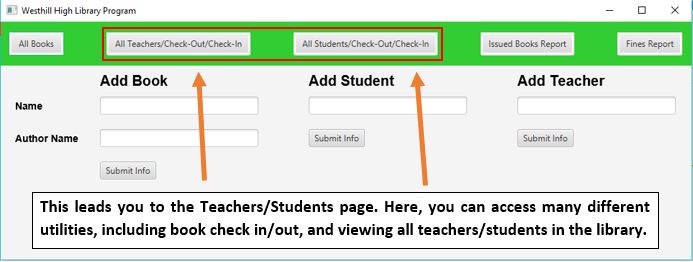 Westhill High Library Program
All Books All Teachers/Check-Out/Check-In All Students/Check-Out/Check-In Issued Books Report Fines Report
Add Book Add Student Add Teacher
Name
Author Name Submit Info Submit Info
Submit Info
This leads you to the Teachers/Students page. Here, you can access many different
utilities, including book check in/out, and viewing all teachers/students in the library.